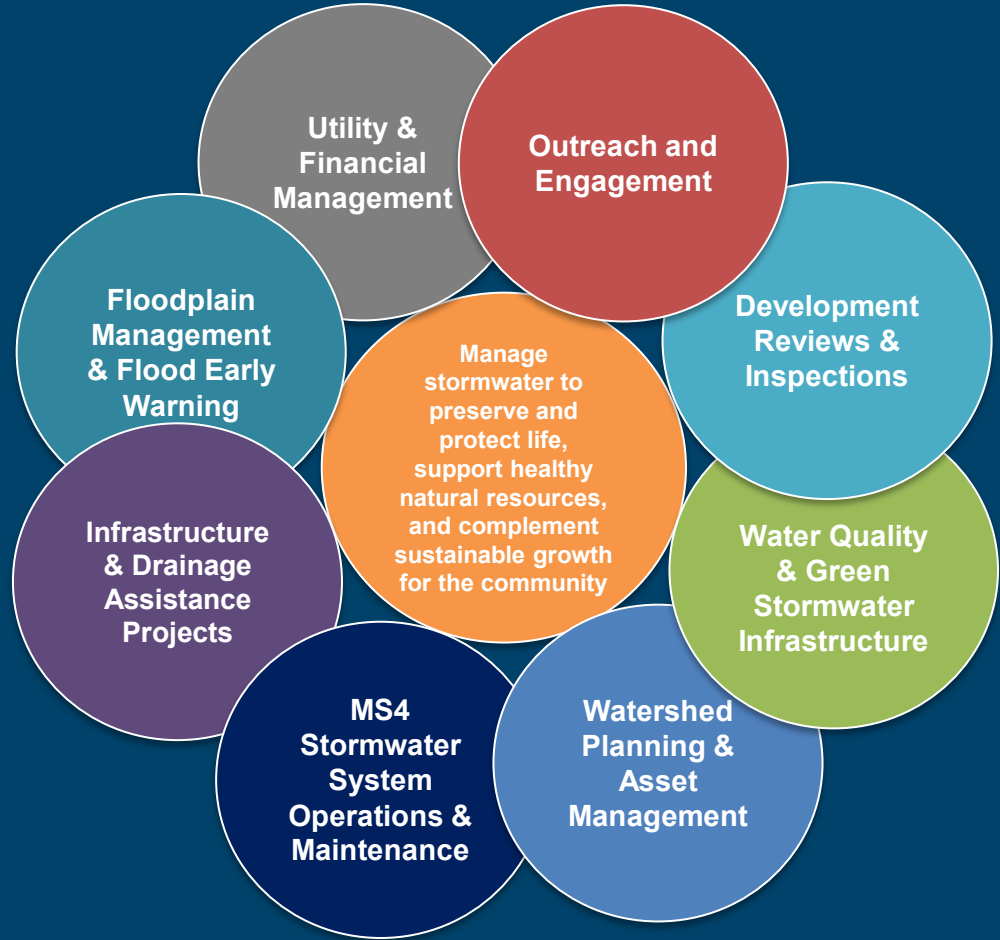 Utility &
Financial
Management
Outreach and
Engagement
Development
Reviews &
Inspections
Water Quality
& Green
Stormwater
Infrastructure
Watershed
Planning &
Asset
Management
MS4
Stormwater
System
Operations &
Maintenance
Infrastructure
& Drainage
Assistance
Projects
Floodplain
Management
& Flood Early
Warning
Manage
stormwater to
preserve and
protect life,
support healthy
natural resources,
and complement
sustainable growth
for the community